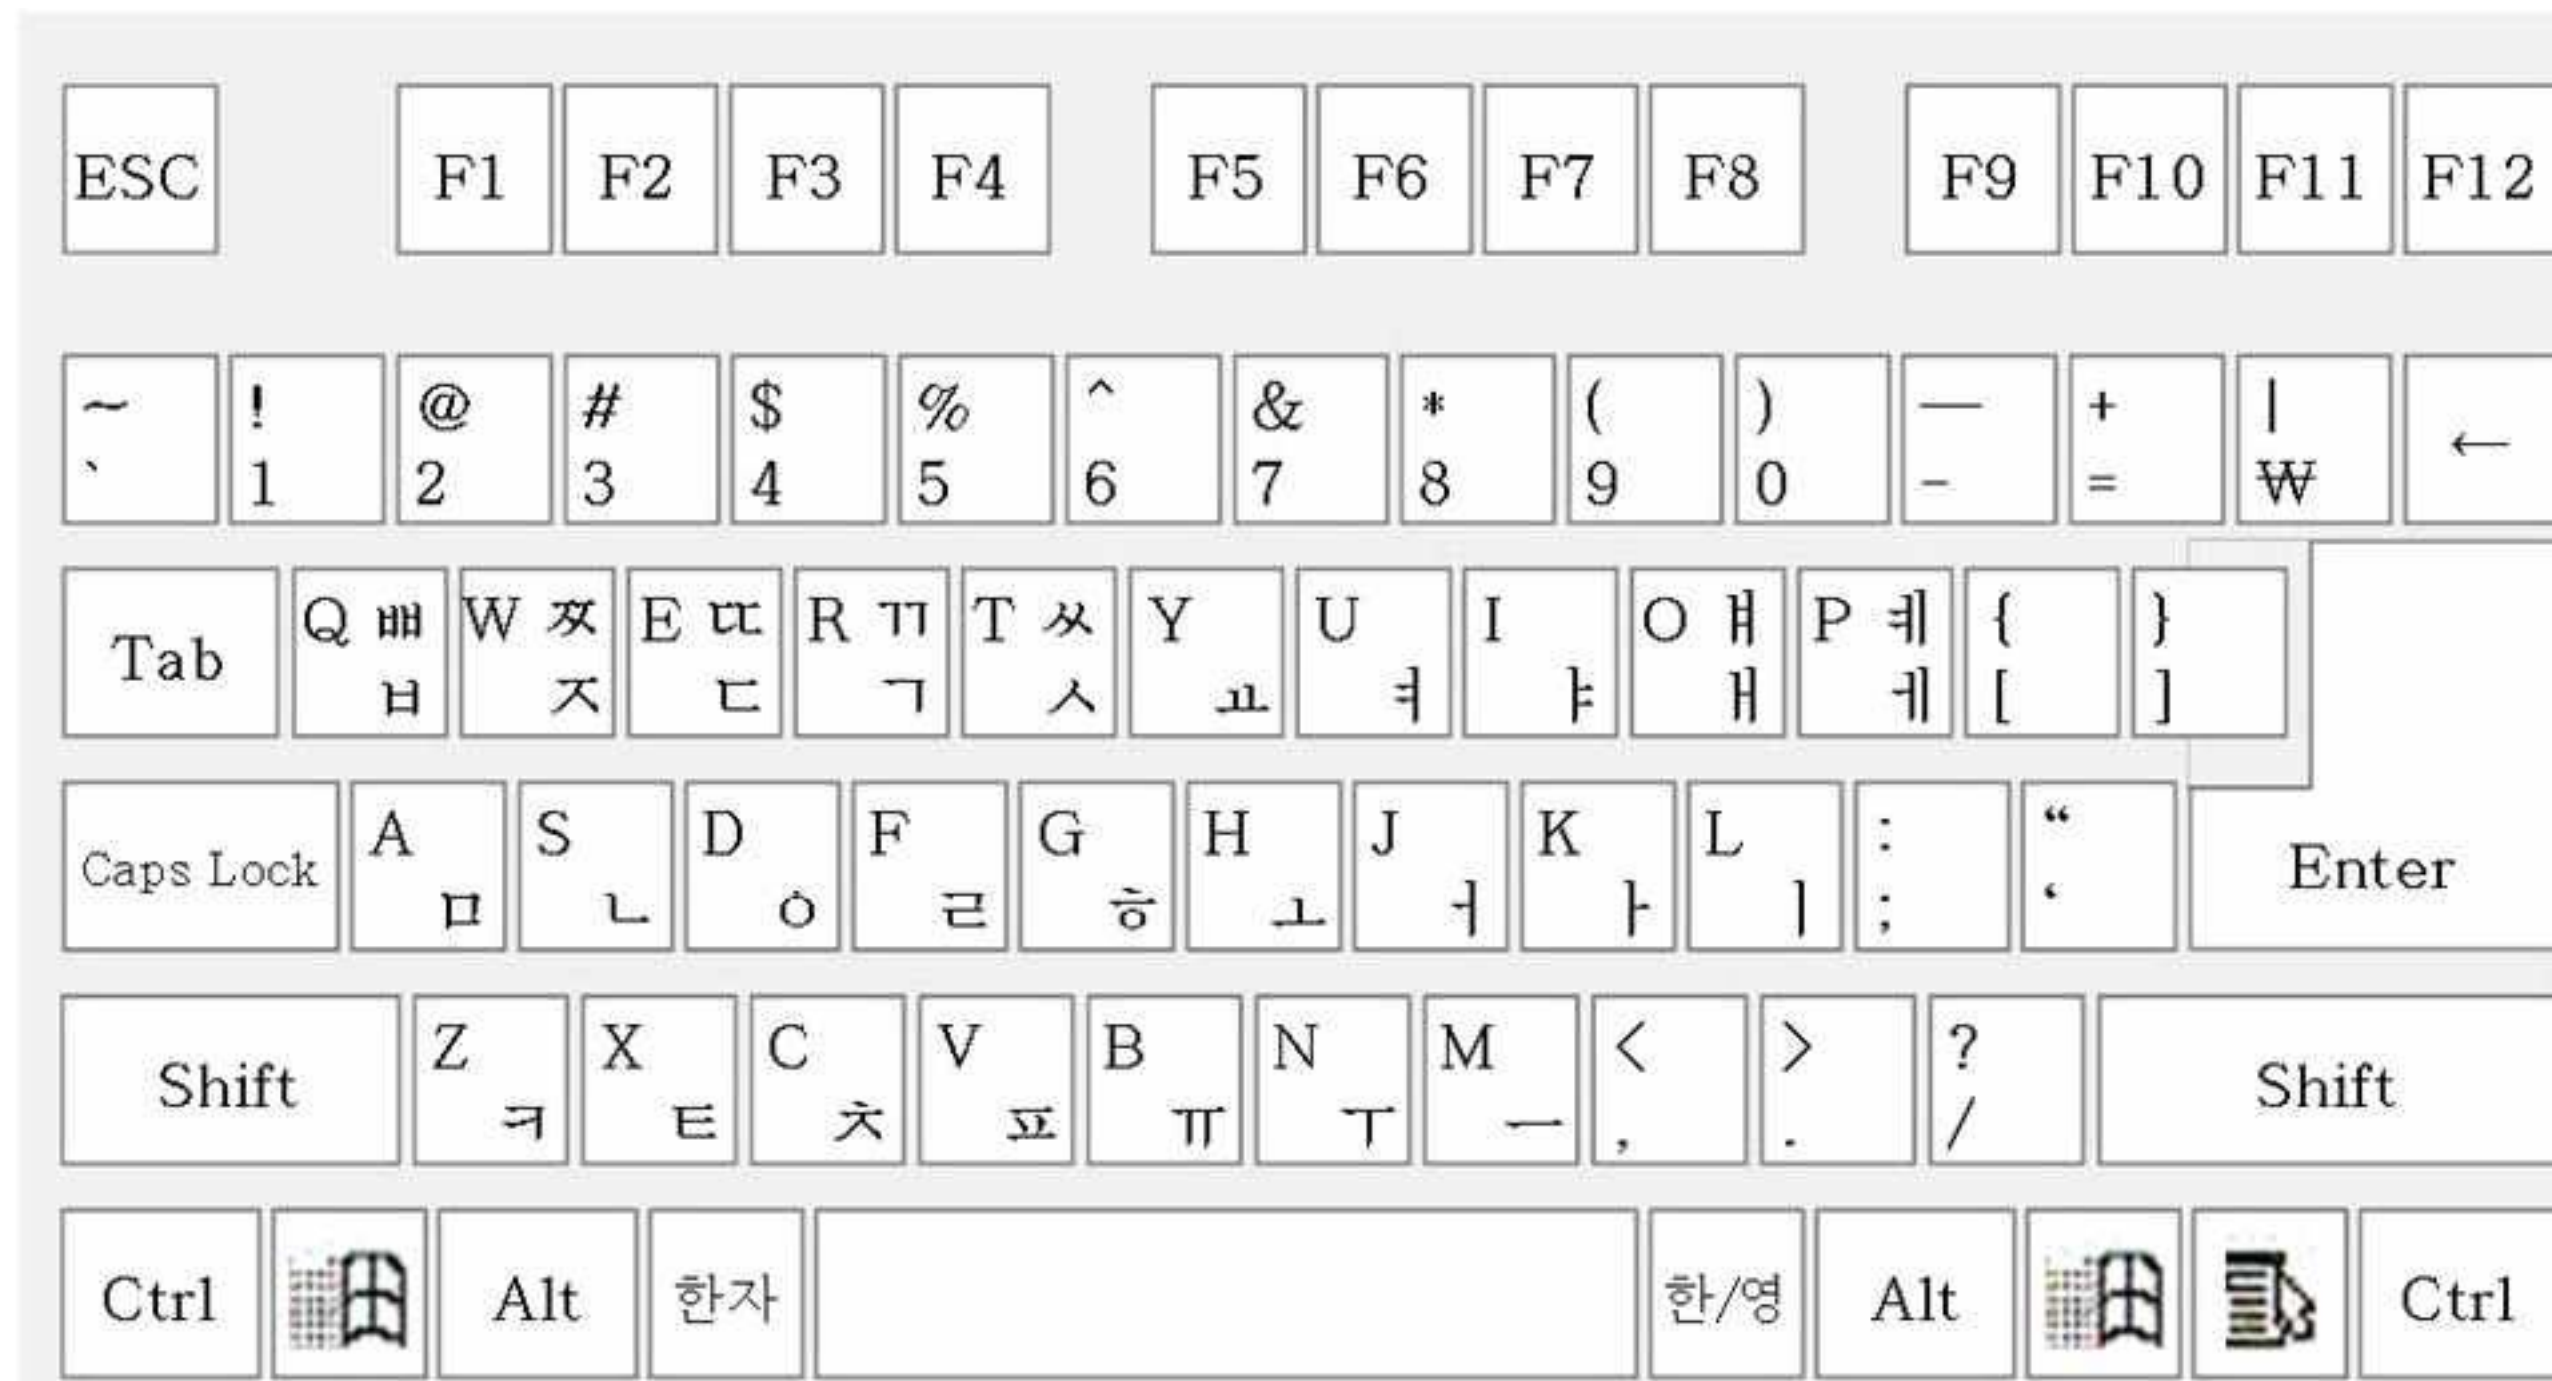 ESC F1 F2 F3 F4 F5 F6 F7 F8 F9 F10 F11 F12
~ ! @ # $ % ^ & * ( ) — + |
` 1 2 3 4 5 6 7 8 9 0 - = ₩ ←
Tab Q ㅃ W ㅉ E ㄸ R ㄲ T ㅆ Y U I O ㅒ P ㅖ { }
ㅂ ㅈ ㄷ ㄱ ㅅ ㅛ ㅕ ㅑ ㅐ ㅔ [ ]
Caps Lock A S D F G H J K L : “ Enter
ㅁ ㄴ ㅇ ㄹ ㅎ ㅗ ㅓ ㅏ ㅣ ; ‘
Shift Z X C V B N M < > ? Shift
ㅋ ㅌ ㅊ ㅍ ㅠ ㅜ ㅡ , . /
Ctrl Alt 한자 한/영 Alt Ctrl